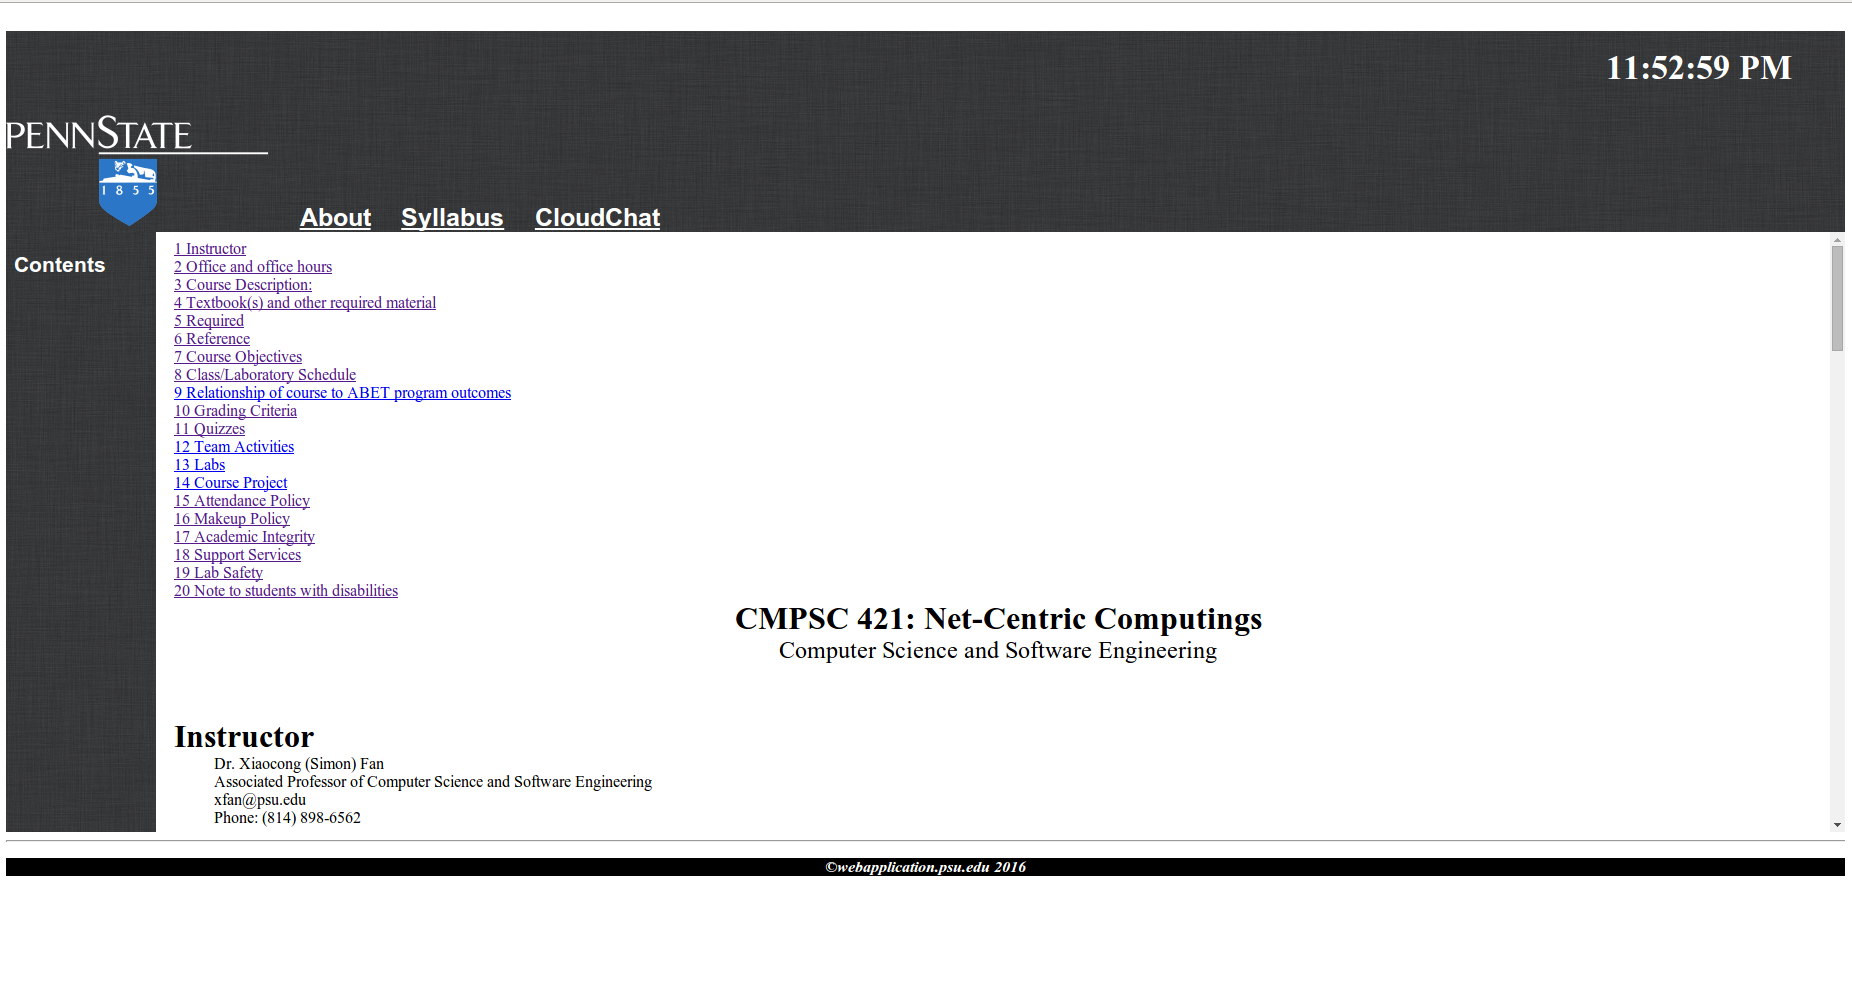 11:52:59 PM
PENNSTATE
1 8 5 5
About Syllabus CloudChat
Contents
1 Instructor
2 Office and office hours
3 Course Description:
4 Textbook(s) and other required material
5 Required
6 Reference
7 Course Objectives
8 Class/Laboratory Schedule
9 Relationship of course to ABET program outcomes
10 Grading Criteria
11 Quizzes
12 Team Activities
13 Labs
14 Course Project
15 Attendance Policy
16 Makeup Policy
17 Academic Integrity
18 Support Services
19 Lab Safety
20 Note to students with disabilities
CMPSC 421: Net-Centric Computings
Computer Science and Software Engineering
Instructor
Dr. Xiaocong (Simon) Fan
Associated Professor of Computer Science and Software Engineering
xfan@psu.edu
Phone: (814) 898-6562
©webapplication.psu.edu 2016